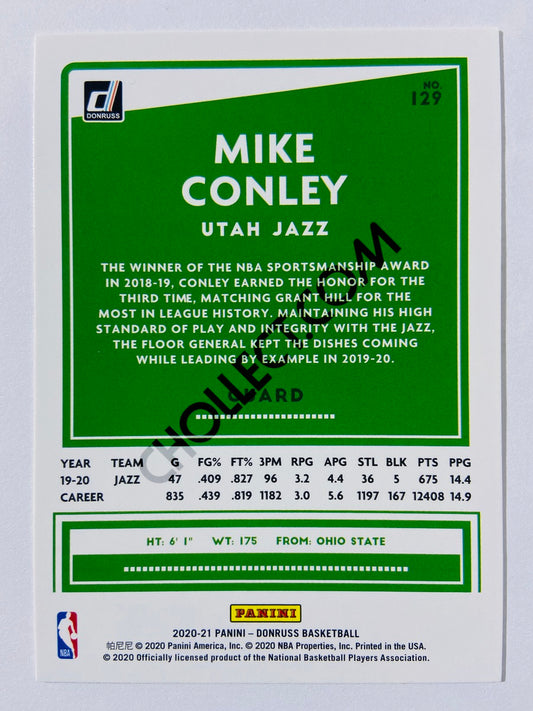 DONRUSS
NO.
129
MIKE
CONLEY
UTAH JAZZ
THE WINNER OF THE NBA SPORTSMANSHIP AWARD
IN 2018-19, CONLEY EARNED THE HONOR FOR THE
THIRD TIME, MATCHING GRANT HILL FOR THE
MOST IN LEAGUE HISTORY. MAINTAINING HIS HIGH
STANDARD OF PLAY AND INTEGRITY WITH THE JAZZ,
THE FLOOR GENERAL KEPT THE DISHES COMING
WHILE LEADING BY EXAMPLE IN 2019-20.
GUARD
CHOLLECT.COM
YEAR TEAM G FG% FT% 3PM RPG APG STL BLK PTS PPG
19-20 JAZZ 47 .409 .827 96 3.2 4.4 36 5 675 14.4
CAREER 835 .439 .819 1182 3.0 5.6 1197 167 12408 14.9
HT: 6' 1" WT: 175 FROM: OHIO STATE
PANINI
2020-21 PANINI – DONRUSS BASKETBALL
帕尼尼 © 2020 Panini America, Inc. © 2020 NBA Properties, Inc. Printed in the USA.
© 2020 Officially licensed product of the National Basketball Players Association.
NBA